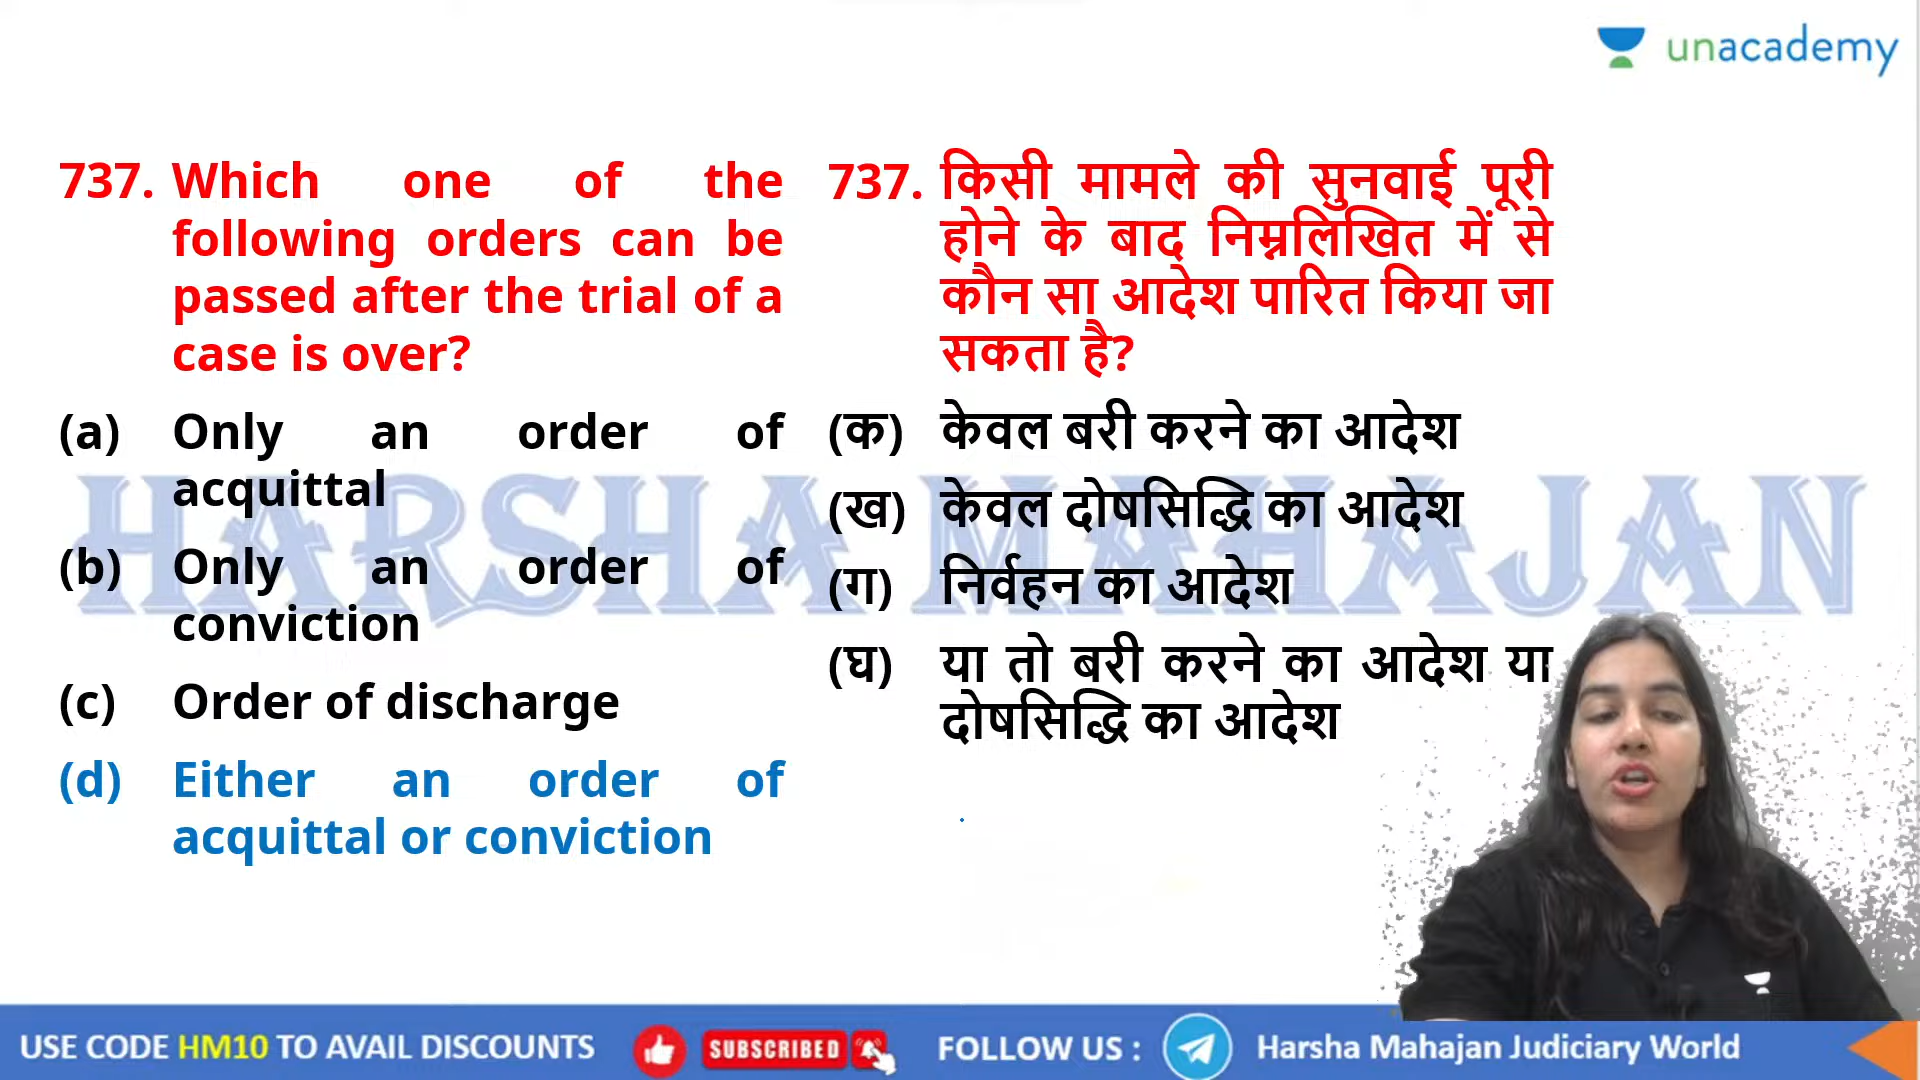 unacademy
737. Which one of the
following orders can be
passed after the trial of a
case is over?
(a) Only an order of
acquittal
(b) Only an order of
conviction
(c) Order of discharge
(d) Either an order of
acquittal or conviction
737. किसी मामले की सुनवाई पूरी
होने के बाद निम्नलिखित में से
कौन सा आदेश पारित किया जा
सकता है?
(क) केवल बरी करने का आदेश
(ख) केवल दोषसिद्धि का आदेश
(ग) निर्वहन का आदेश
(घ) या तो बरी करने का आदेश या
दोषसिद्धि का आदेश
HARSHA MAHAJAN
USE CODE HM10 TO AVAIL DISCOUNTS
SUBSCRIBED
FOLLOW US :
Harsha Mahajan Judiciary World